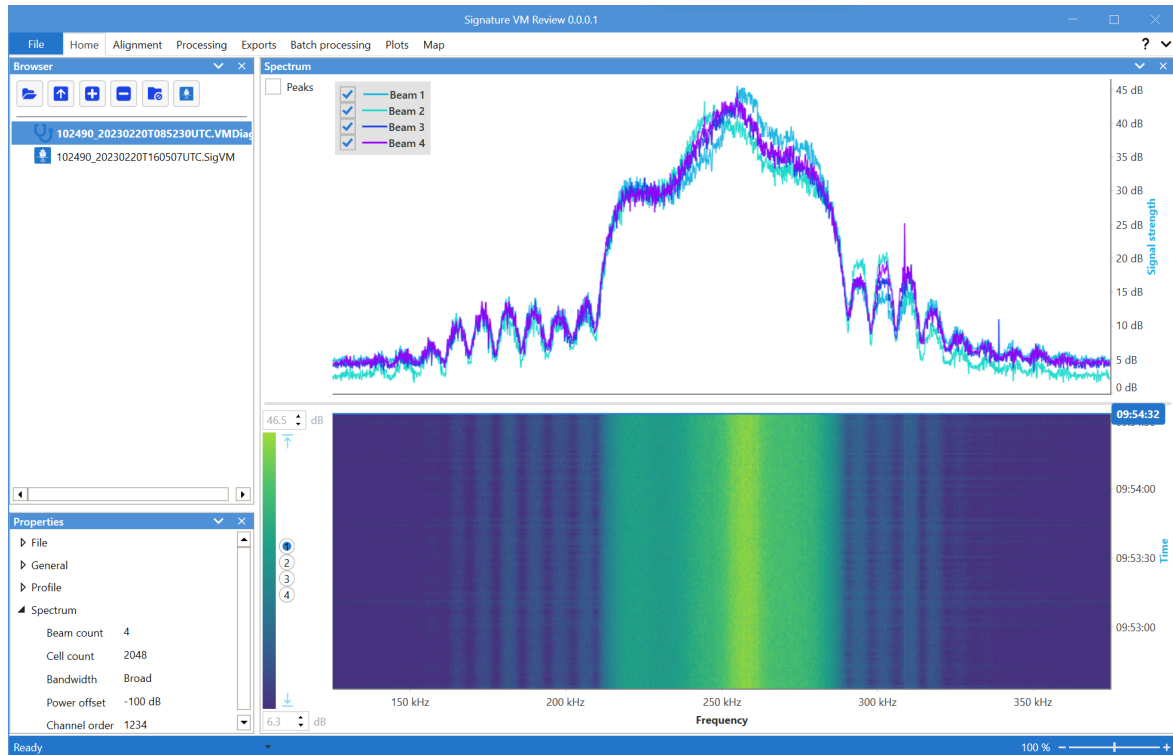 Signature VM Review 0.0.0.1
File Home Alignment Processing Exports Batch processing Plots Map ?
Browser
102490_20230220T085230UTC.VMDiag
102490_20230220T160507UTC.SigVM
Properties
File
General
Profile
Spectrum
Beam count 4
Cell count 2048
Bandwidth Broad
Power offset -100 dB
Channel order 1234
Spectrum
Peaks
Beam 1
Beam 2
Beam 3
Beam 4
45 dB
40 dB
35 dB
30 dB
25 dB
20 dB
15 dB
10 dB
5 dB
0 dB
Signal strength
46.5 dB
1
2
3
4
6.3 dB
09:54:32
09:54:00
09:53:30
09:53:00
Time
150 kHz 200 kHz 250 kHz 300 kHz 350 kHz
Frequency
Ready 100 %